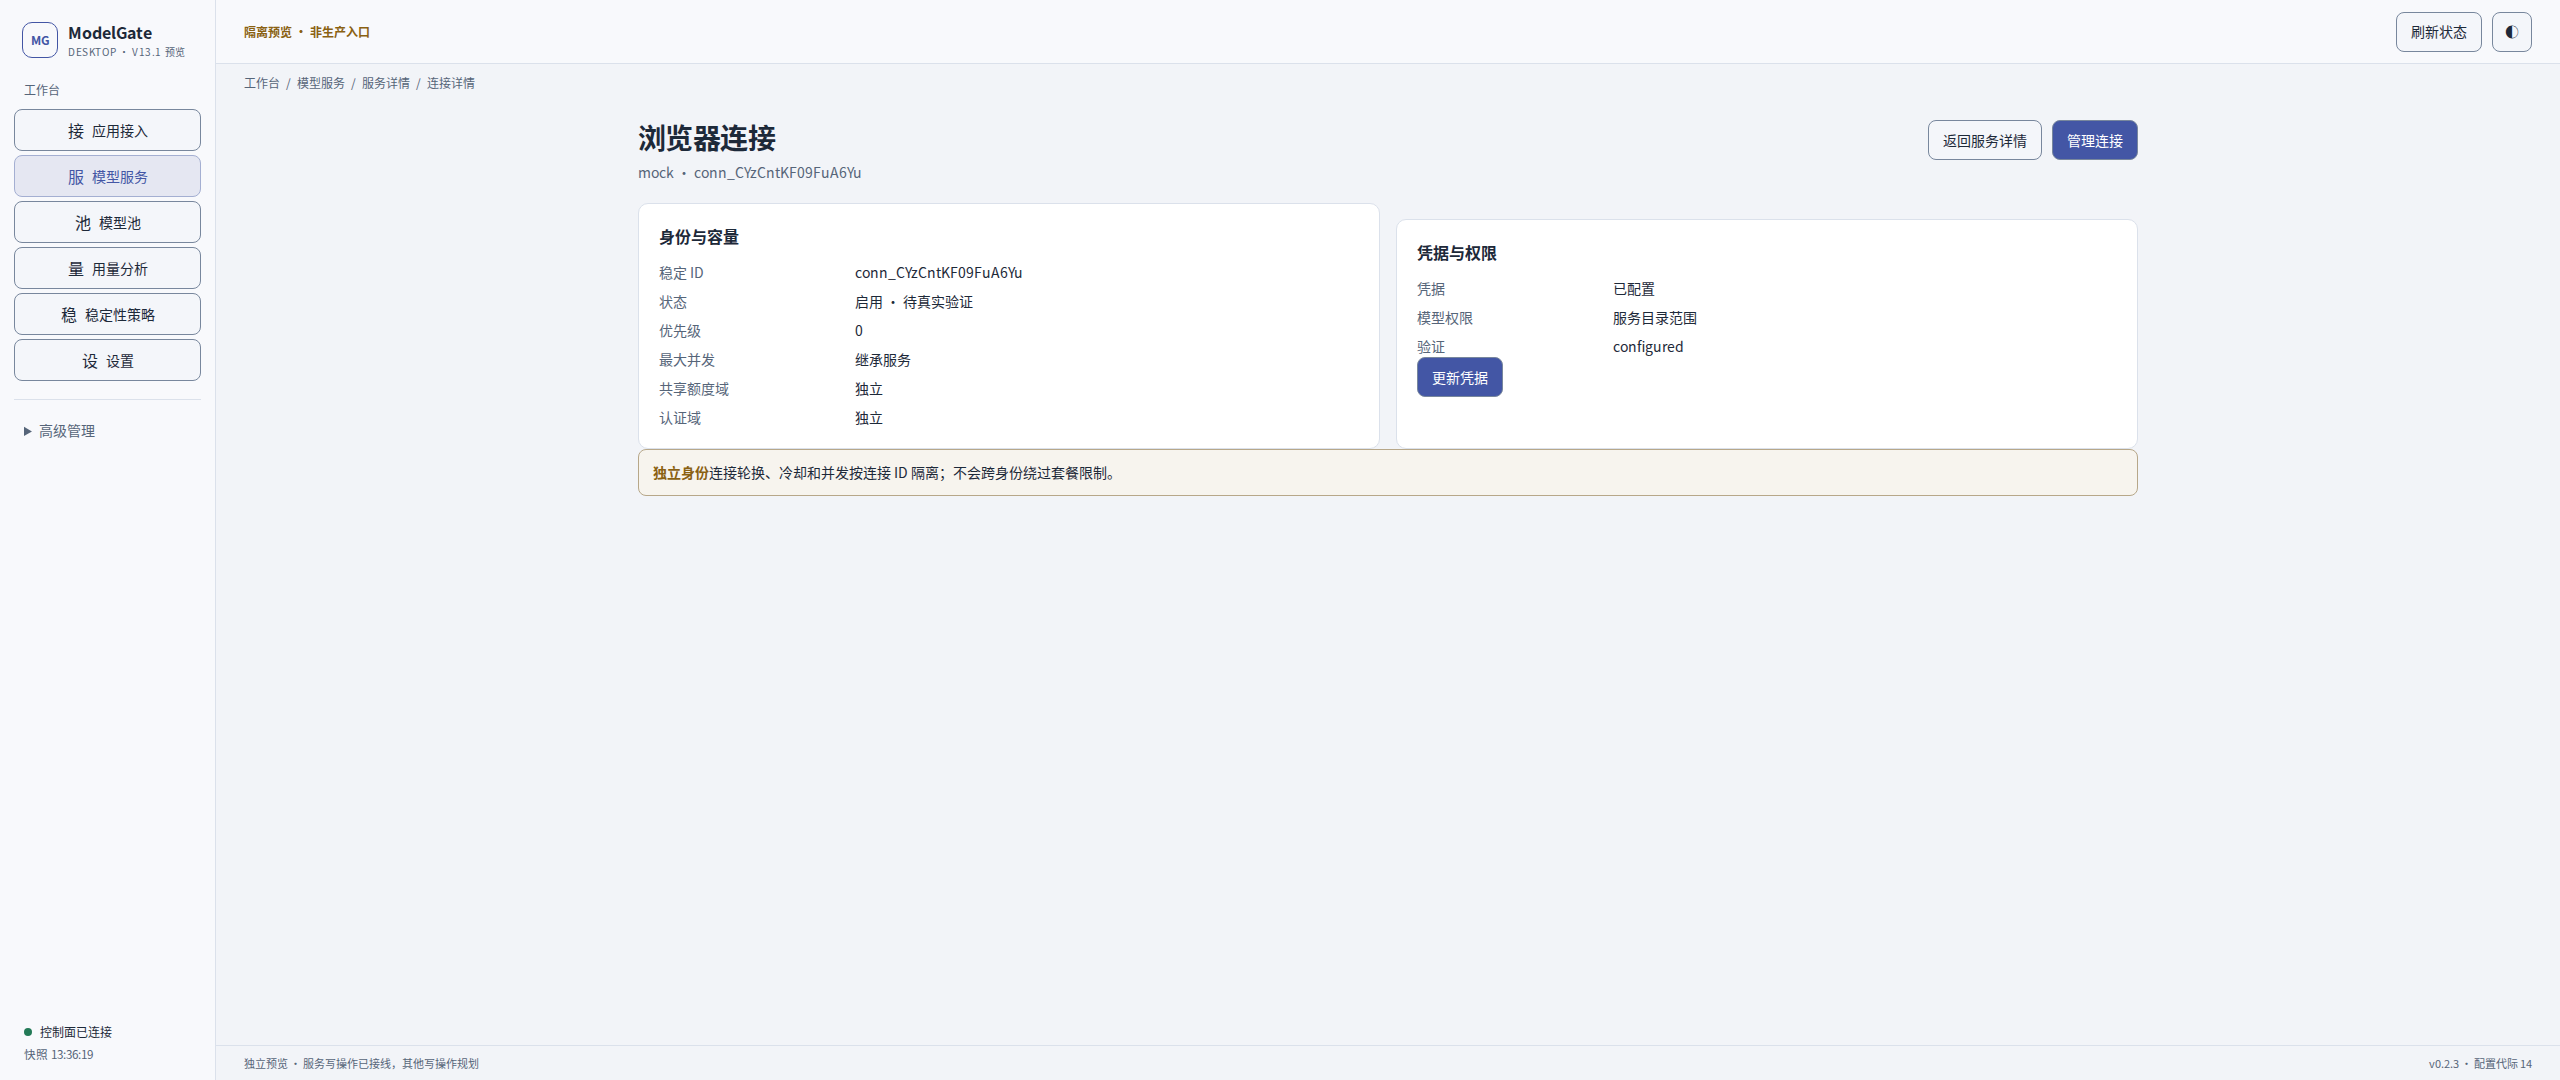 MG
ModelGate
DESKTOP · V13.1 预览
工作台
接 应用接入
服 模型服务
池 模型池
量 用量分析
稳 稳定性策略
设 设置
▶ 高级管理
控制面已连接
快照 13:36:19
隔离预览 · 非生产入口
刷新状态
工作台 / 模型服务 / 服务详情 / 连接详情
浏览器连接
mock · conn_CYzCntKF09FuA6Yu
返回服务详情
管理连接
身份与容量
稳定 ID conn_CYzCntKF09FuA6Yu
状态 启用 · 待真实验证
优先级 0
最大并发 继承服务
共享额度域 独立
认证域 独立
凭据与权限
凭据 已配置
模型权限 服务目录范围
验证 configured
更新凭据
独立身份连接轮换、冷却和并发按连接 ID 隔离；不会跨身份绕过套餐限制。
独立预览 · 服务写操作已接线，其他写操作规划
v0.2.3 · 配置代际 14